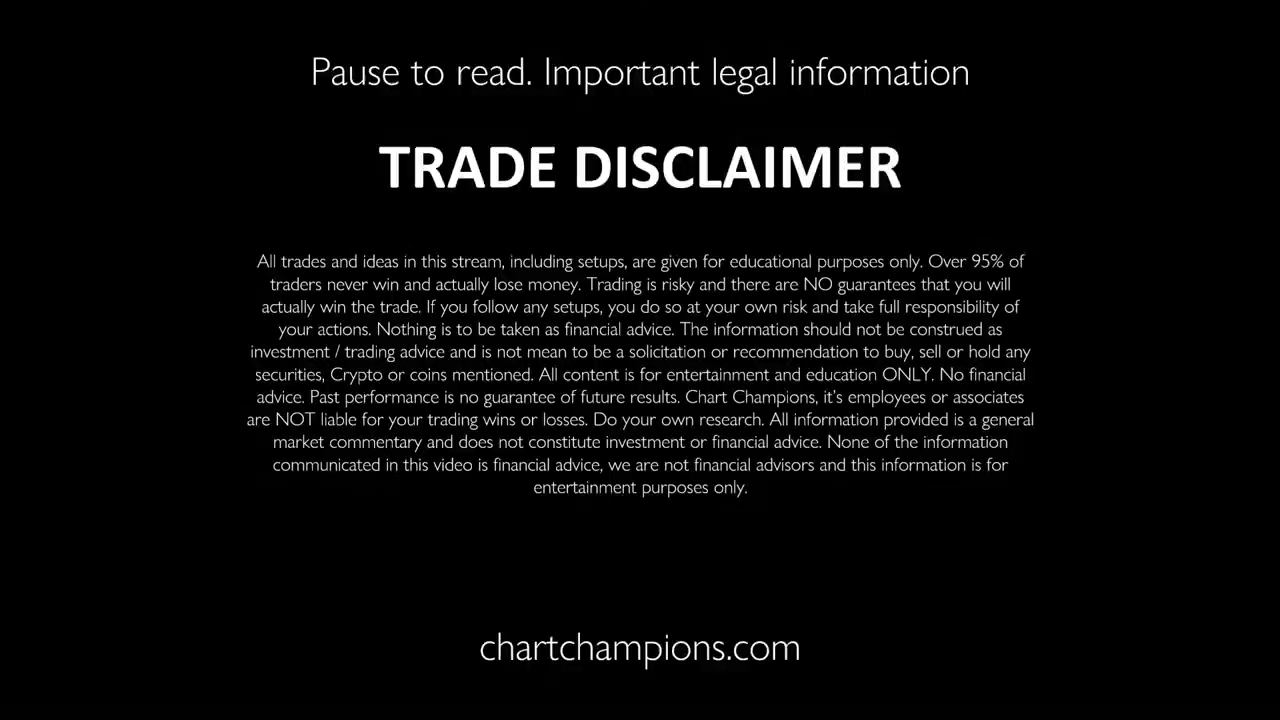 Pause to read. Important legal information
TRADE DISCLAIMER
All trades and ideas in this stream, including setups, are given for educational purposes only. Over 95% of
traders never win and actually lose money. Trading is risky and there are NO guarantees that you will
actually win the trade. If you follow any setups, you do so at your own risk and take full responsibility of
your actions. Nothing is to be taken as financial advice. The information should not be construed as
investment / trading advice and is not mean to be a solicitation or recommendation to buy, sell or hold any
securities, Crypto or coins mentioned. All content is for entertainment and education ONLY. No financial
advice. Past performance is no guarantee of future results. Chart Champions, it's employees or associates
are NOT liable for your trading wins or losses. Do your own research. All information provided is a general
market commentary and does not constitute investment or financial advice. None of the information
communicated in this video is financial advice, we are not financial advisors and this information is for
entertainment purposes only.
chartchampions.com